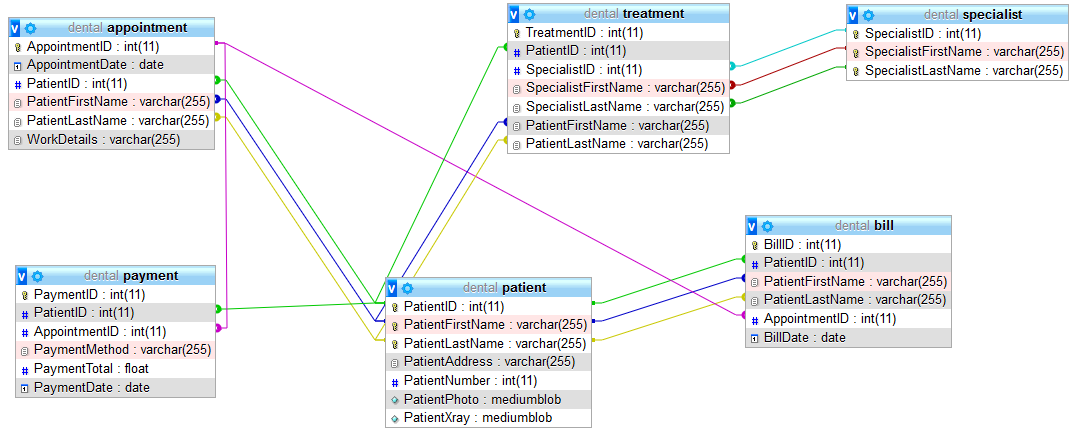 dental appointment
AppointmentID : int(11)
AppointmentDate : date
PatientID : int(11)
PatientFirstName : varchar(255)
PatientLastName : varchar(255)
WorkDetails : varchar(255)
dental treatment
TreatmentID : int(11)
PatientID : int(11)
SpecialistID : int(11)
SpecialistFirstName : varchar(255)
SpecialistLastName : varchar(255)
PatientFirstName : varchar(255)
PatientLastName : varchar(255)
dental specialist
SpecialistID : int(11)
SpecialistFirstName : varchar(255)
SpecialistLastName : varchar(255)
dental payment
PaymentID : int(11)
PatientID : int(11)
AppointmentID : int(11)
PaymentMethod : varchar(255)
PaymentTotal : float
PaymentDate : date
dental patient
PatientID : int(11)
PatientFirstName : varchar(255)
PatientLastName : varchar(255)
PatientAddress : varchar(255)
PatientNumber : int(11)
PatientPhoto : mediumblob
PatientXray : mediumblob
dental bill
BillID : int(11)
PatientID : int(11)
PatientFirstName : varchar(255)
PatientLastName : varchar(255)
AppointmentID : int(11)
BillDate : date